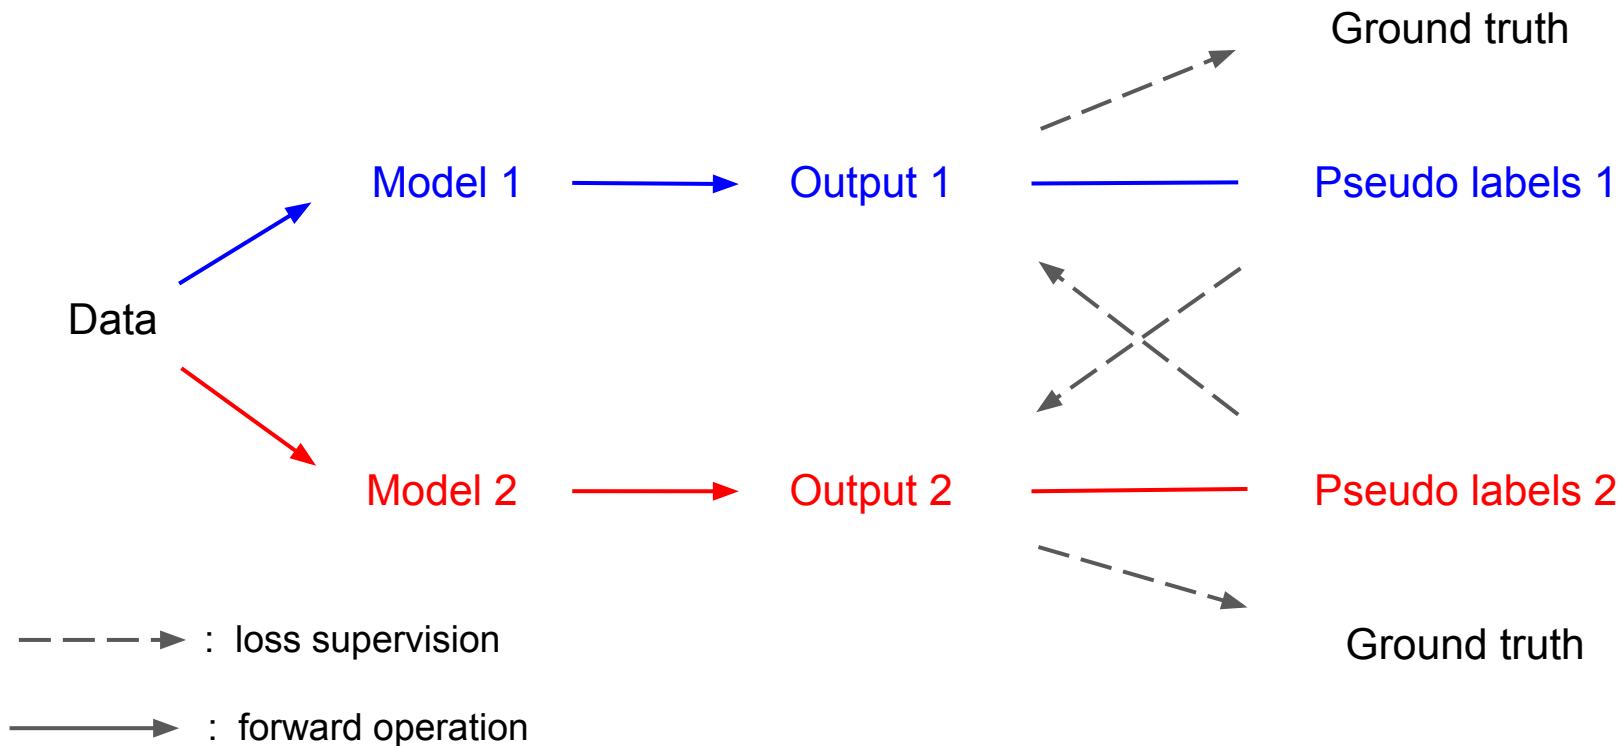 Ground truth
Model 1
Output 1
Pseudo labels 1
Data
Model 2
Output 2
Pseudo labels 2
: loss supervision
Ground truth
: forward operation